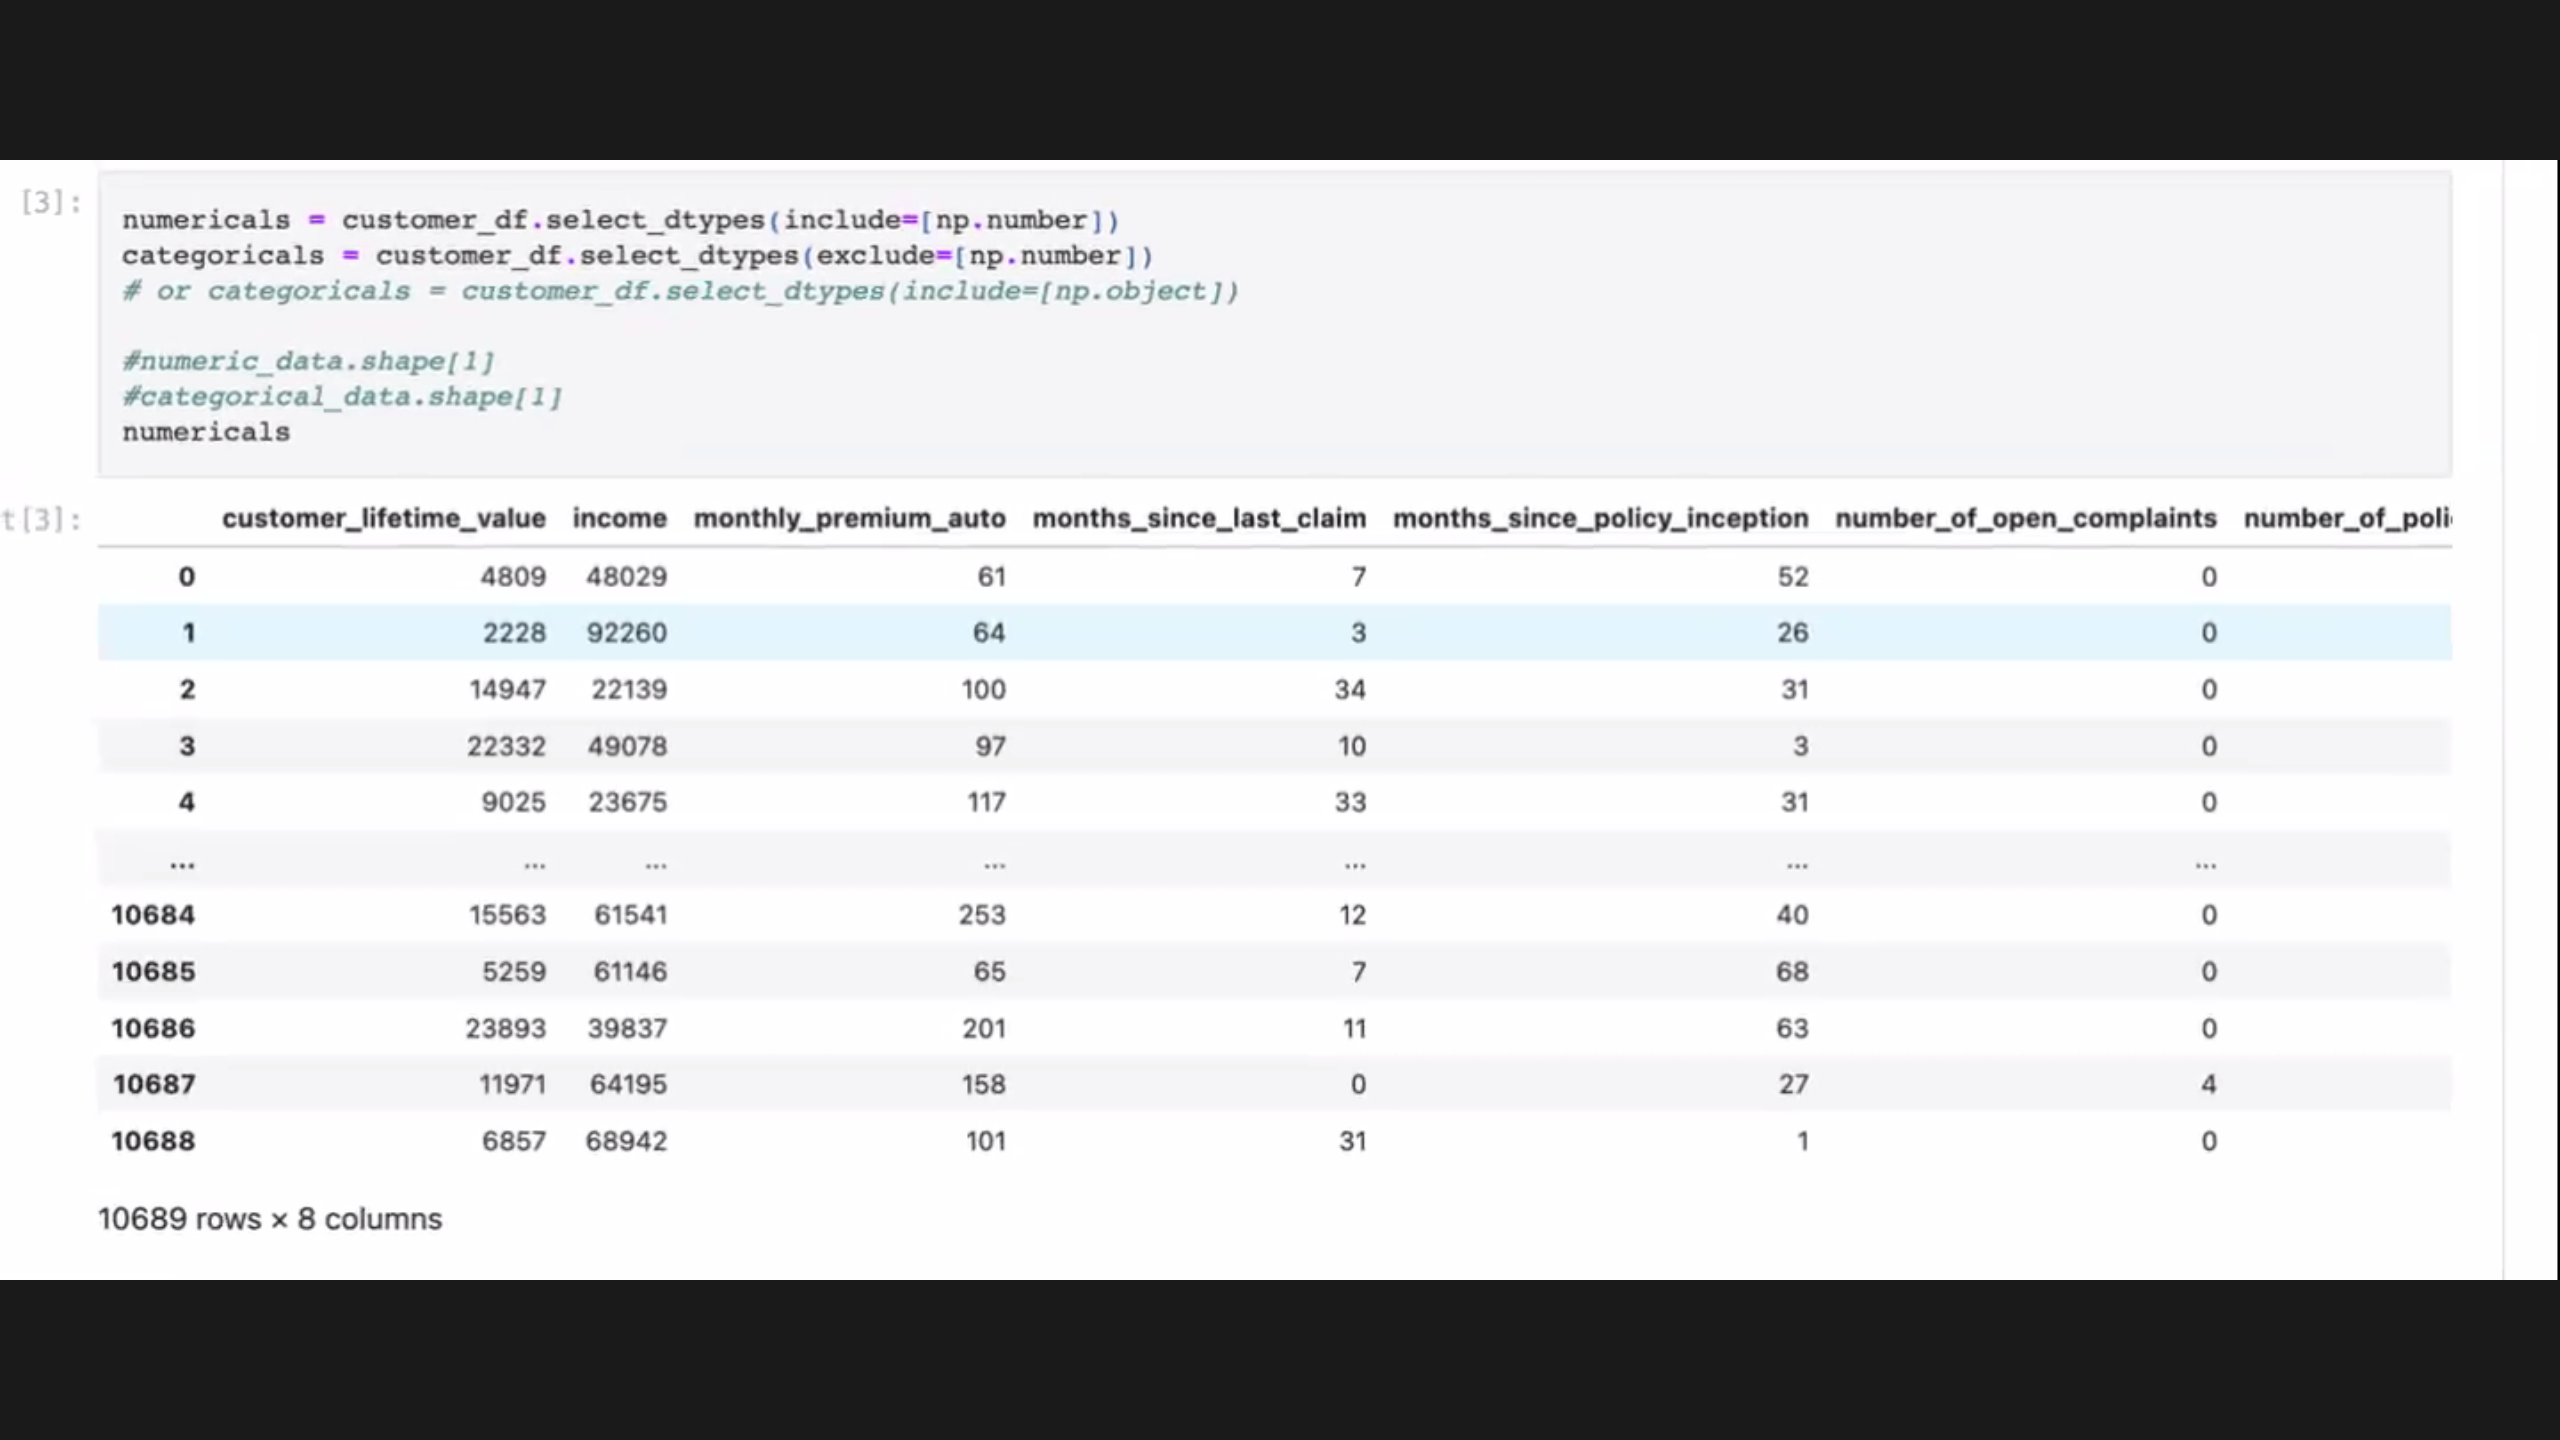 [3]:
numericals = customer_df.select_dtypes(include=[np.number])
categoricals = customer_df.select_dtypes(exclude=[np.number])
# or categoricals = customer_df.select_dtypes(include=[np.object])
#numeric_data.shape[1]
#categorical_data.shape[1]
numericals
t[3]:
customer_lifetime_value income monthly_premium_auto months_since_last_claim months_since_policy_inception number_of_open_complaints number_of_poli
0 4809 48029 61 7 52 0
1 2228 92260 64 3 26 0
2 14947 22139 100 34 31 0
3 22332 49078 97 10 3 0
4 9025 23675 117 33 31 0
... ... ... ... ... ... ...
10684 15563 61541 253 12 40 0
10685 5259 61146 65 7 68 0
10686 23893 39837 201 11 63 0
10687 11971 64195 158 0 27 4
10688 6857 68942 101 31 1 0
10689 rows × 8 columns